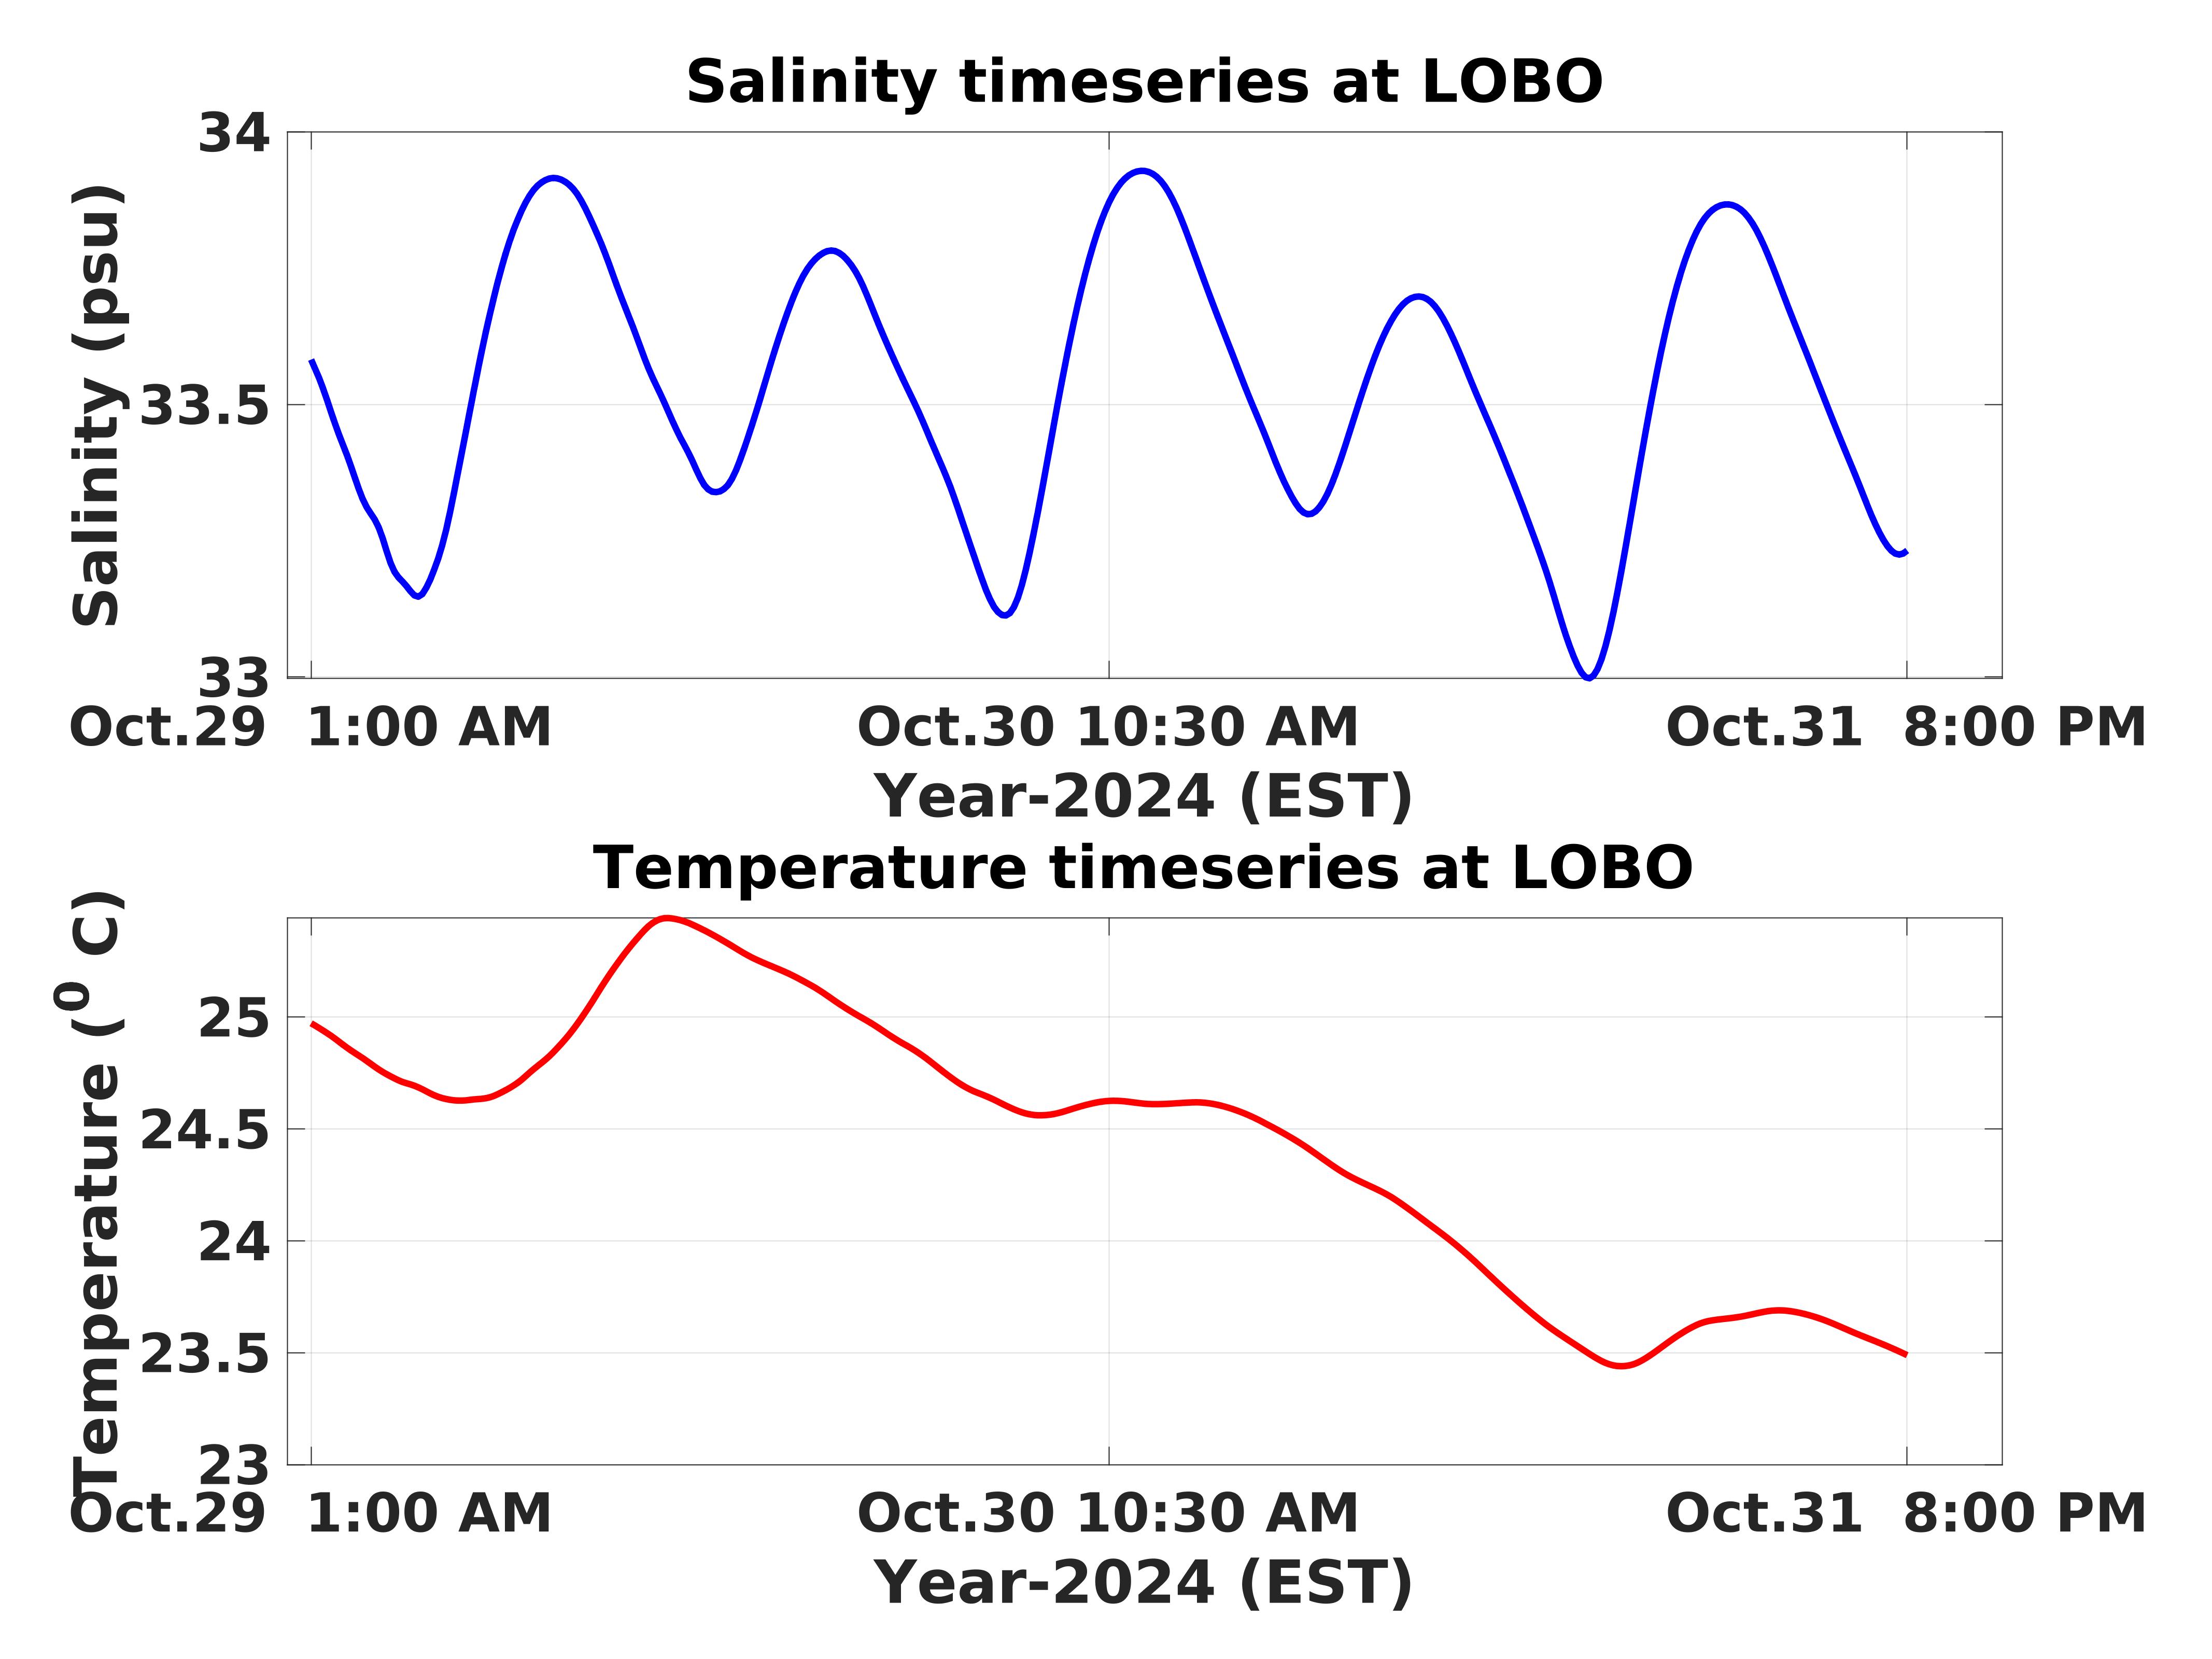 Salinity timeseries at LOBO
Salinity (psu)
34
33.5
33
Oct.29 1:00 AM
Oct.30 10:30 AM
Oct.31 8:00 PM
Year-2024 (EST)
Temperature timeseries at LOBO
Temperature (⁰ C)
25
24.5
24
23.5
23
Oct.29 1:00 AM
Oct.30 10:30 AM
Oct.31 8:00 PM
Year-2024 (EST)